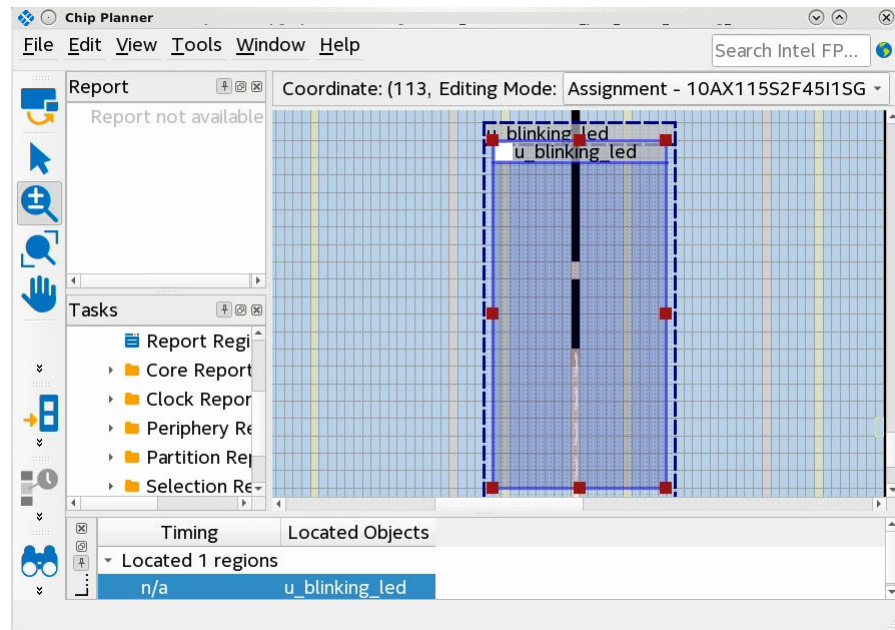 Chip Planner
File Edit View Tools Window Help
Search Intel FP...
Report
Report not available
Coordinate: (113, Editing Mode: Assignment - 10AX115S2F45I1SG
u_blinking_led
u_blinking_led
Tasks
Report Regi
Core Report
Clock Repor
Periphery Re
Partition Rep
Selection Re
Timing Located Objects
Located 1 regions
n/a u_blinking_led